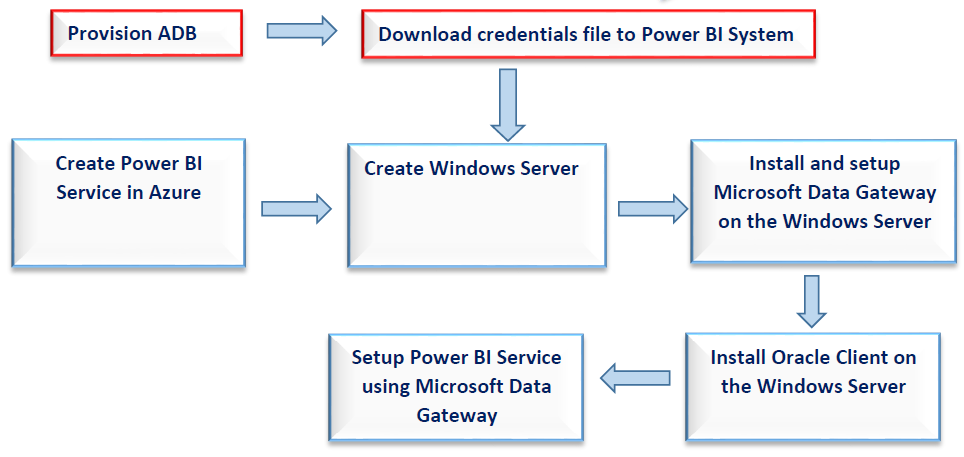 Provision ADB
Download credentials file to Power BI System
Create Power BI
Service in Azure
Create Windows Server
Install and setup
Microsoft Data Gateway
on the Windows Server
Setup Power BI Service
using Microsoft Data
Gateway
Install Oracle Client on
the Windows Server